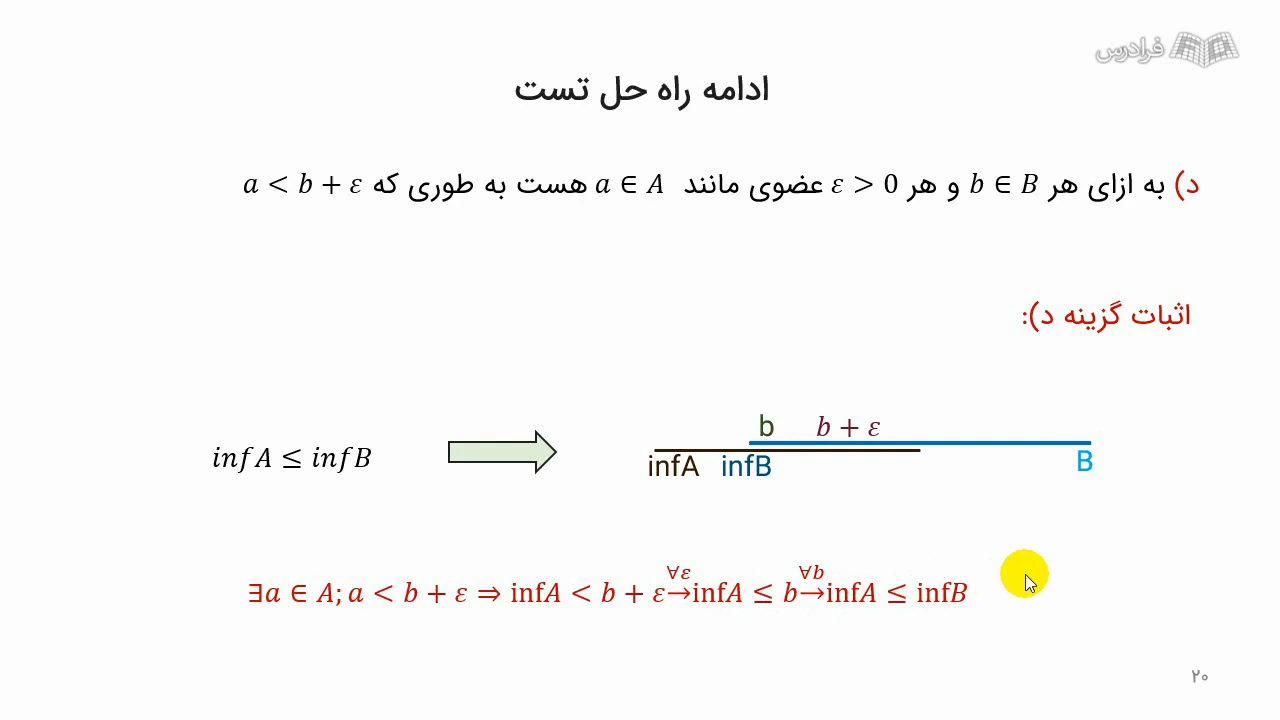 فرادرس
ادامه راه حل تست
د) به ازای هر b ∈ B و هر ε > 0 عضوی مانند a ∈ A هست به طوری که a < b + ε
اثبات گزینه د):
b b + ε
infA infB B
infA ≤ infB
∃a ∈ A; a < b + ε ⇒ infA < b + ε →^∀ε infA ≤ b →^∀b infA ≤ infB
۲۰